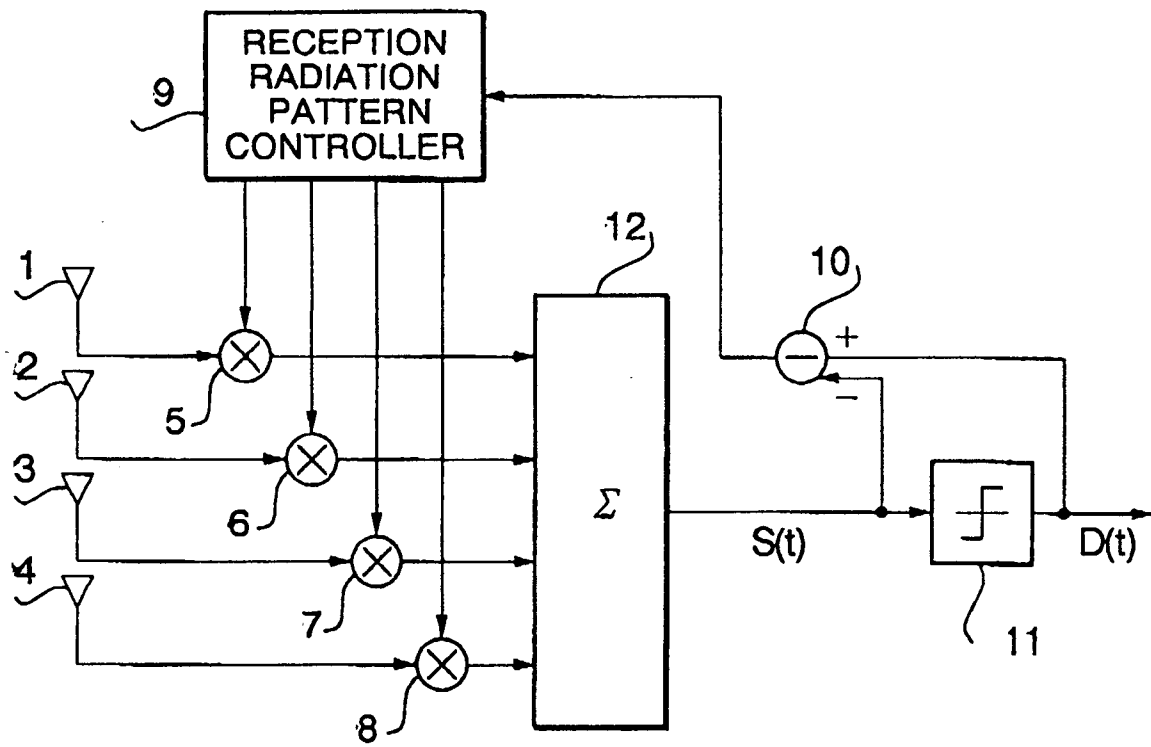 RECEPTION
RADIATION
PATTERN
CONTROLLER
9
12
10
1
+
2
−
5
3
6
Σ
S(t)
D(t)
4
7
11
8